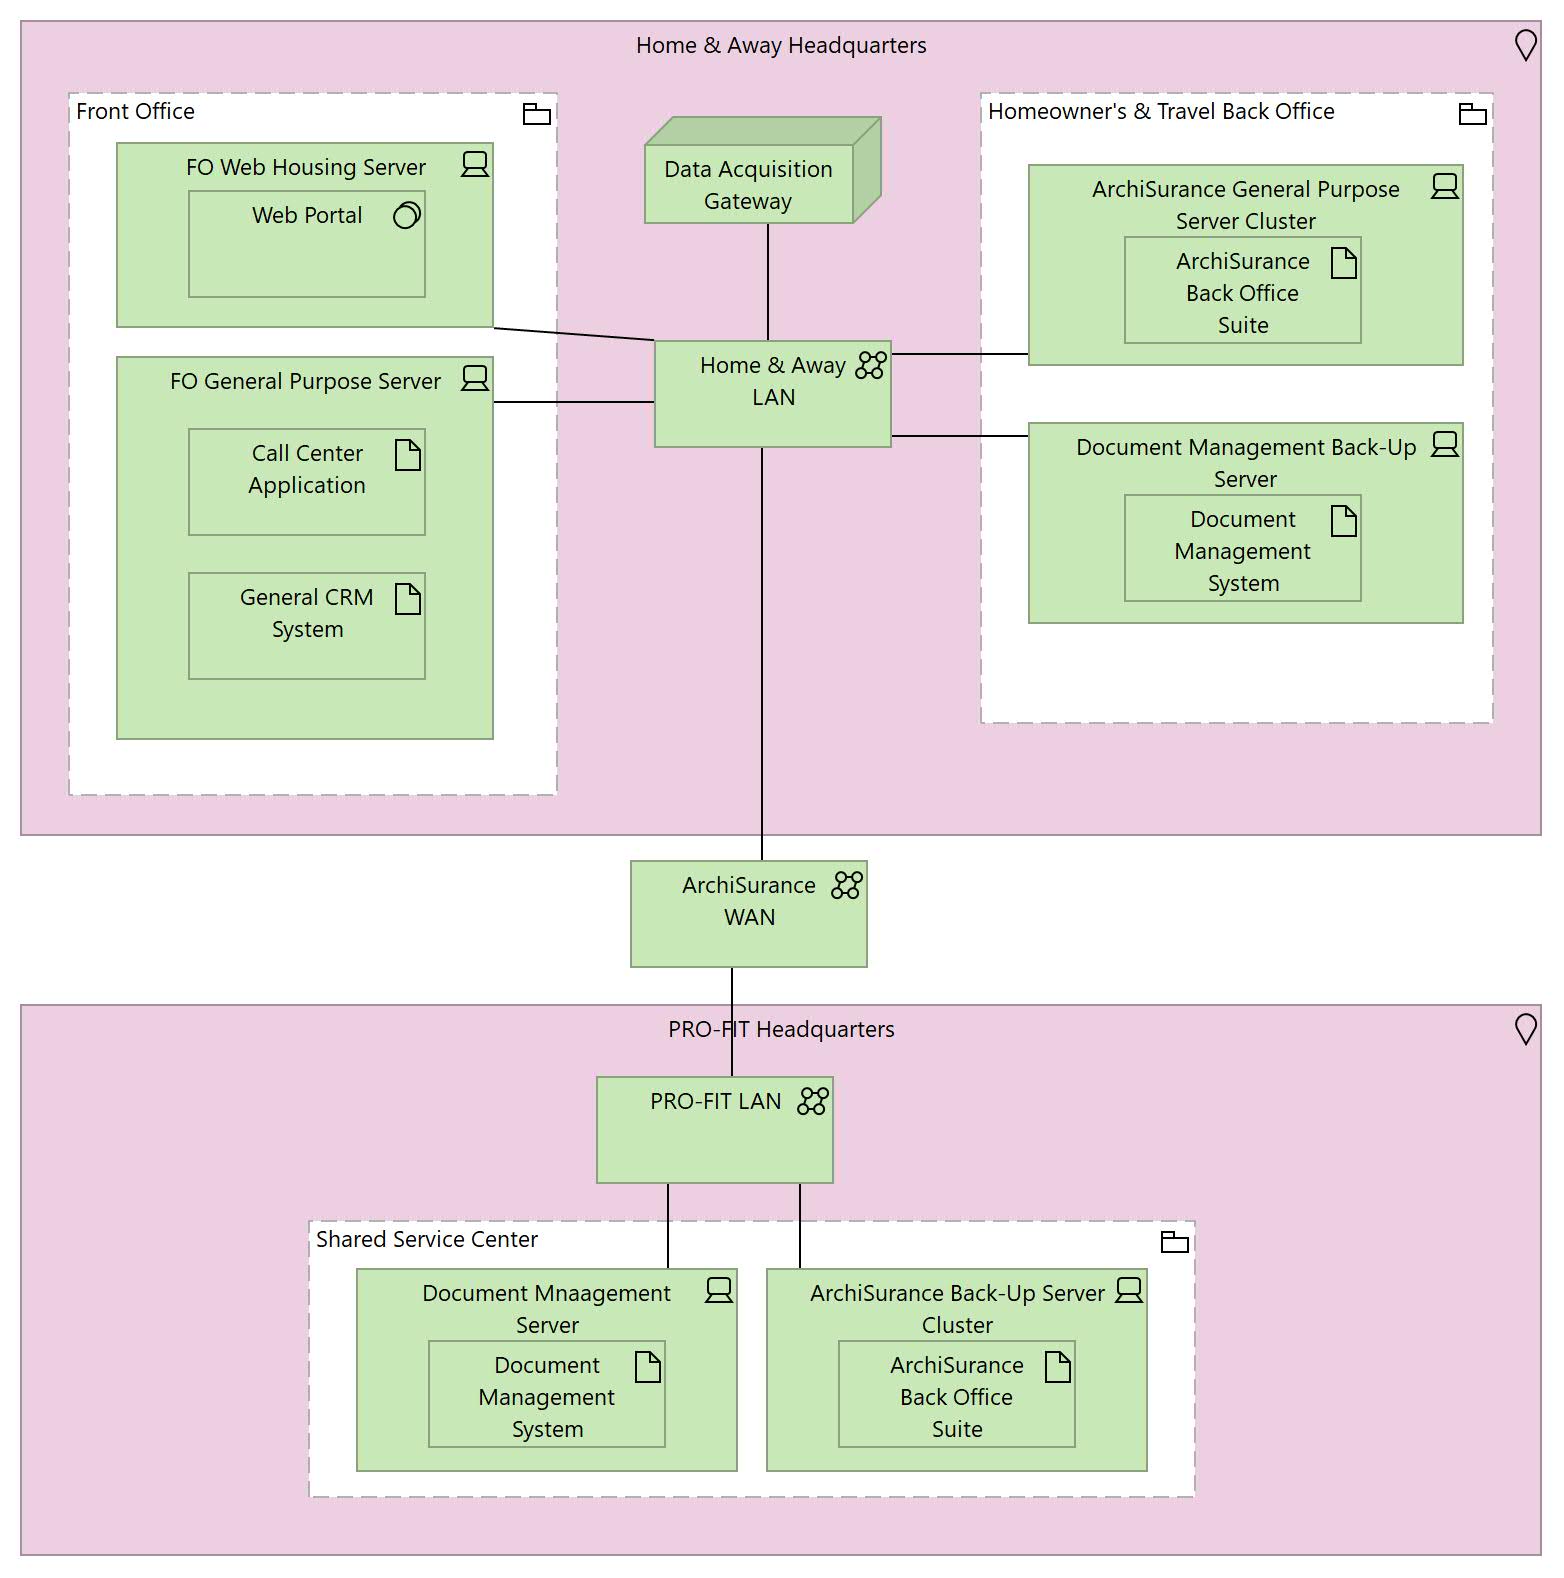 Home & Away Headquarters
Front Office
FO Web Housing Server
Web Portal
FO General Purpose Server
Call Center
Application
General CRM
System
Data Acquisition
Gateway
Home & Away
LAN
Homeowner's & Travel Back Office
ArchiSurance General Purpose
Server Cluster
ArchiSurance
Back Office
Suite
Document Management Back-Up
Server
Document
Management
System
ArchiSurance
WAN
PRO-FIT Headquarters
PRO-FIT LAN
Shared Service Center
Document Mnaagement
Server
Document
Management
System
ArchiSurance Back-Up Server
Cluster
ArchiSurance
Back Office
Suite